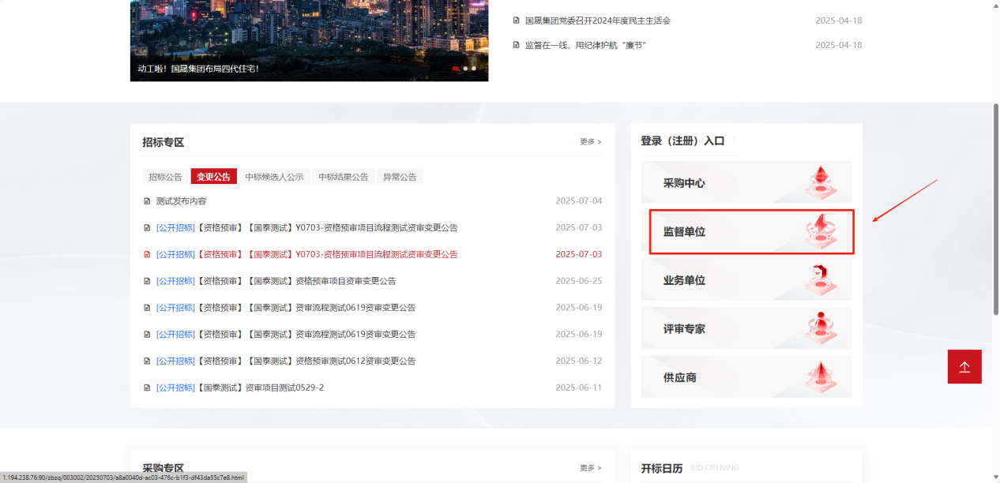 国晟集团党委召开2024年度民主生活会 2025-04-18
监督在一线，用纪律护航“廉节” 2025-04-18
动工啦！国晟集团布局四代住宅！
招标专区 更多 >
招标公告 变更公告 中标候选人公示 中标结果公告 异常公告
测试发布内容 2025-07-04
[公开招标]【资格预审】【国泰测试】Y0703-资格预审项目流程测试资审变更公告 2025-07-03
[公开招标]【资格预审】【国泰测试】Y0703-资格预审项目流程测试资审变更公告 2025-07-03
[公开招标]【资格预审】【国泰测试】资格预审项目资审变更公告 2025-06-25
[公开招标]【资格预审】【国泰测试】资审流程测试0619资审变更公告 2025-06-19
[公开招标]【资格预审】【国泰测试】资审流程测试0619资审变更公告 2025-06-19
[公开招标]【资格预审】【国泰测试】资格预审测试0612资审变更公告 2025-06-12
[公开招标]【国泰测试】资审项目测试0529-2 2025-06-11
登录（注册）入口
采购中心
监督单位
业务单位
评审专家
供应商
采购专区 更多 >
开标日历 BID OPENING
1.194.238.76:90/zbzq/003002/20250703/a8a0040d-ac03-476c-b1f3-df43da55c7e8.html